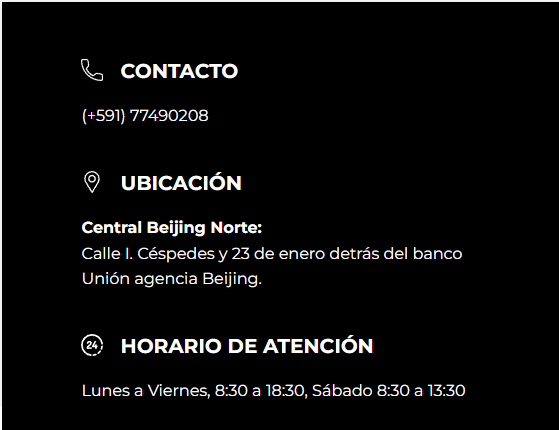 CONTACTO
(+591) 77490208
UBICACIÓN
Central Beijing Norte:
Calle I. Céspedes y 23 de enero detrás del banco
Unión agencia Beijing.
24
HORARIO DE ATENCIÓN
Lunes a Viernes, 8:30 a 18:30, Sábado 8:30 a 13:30